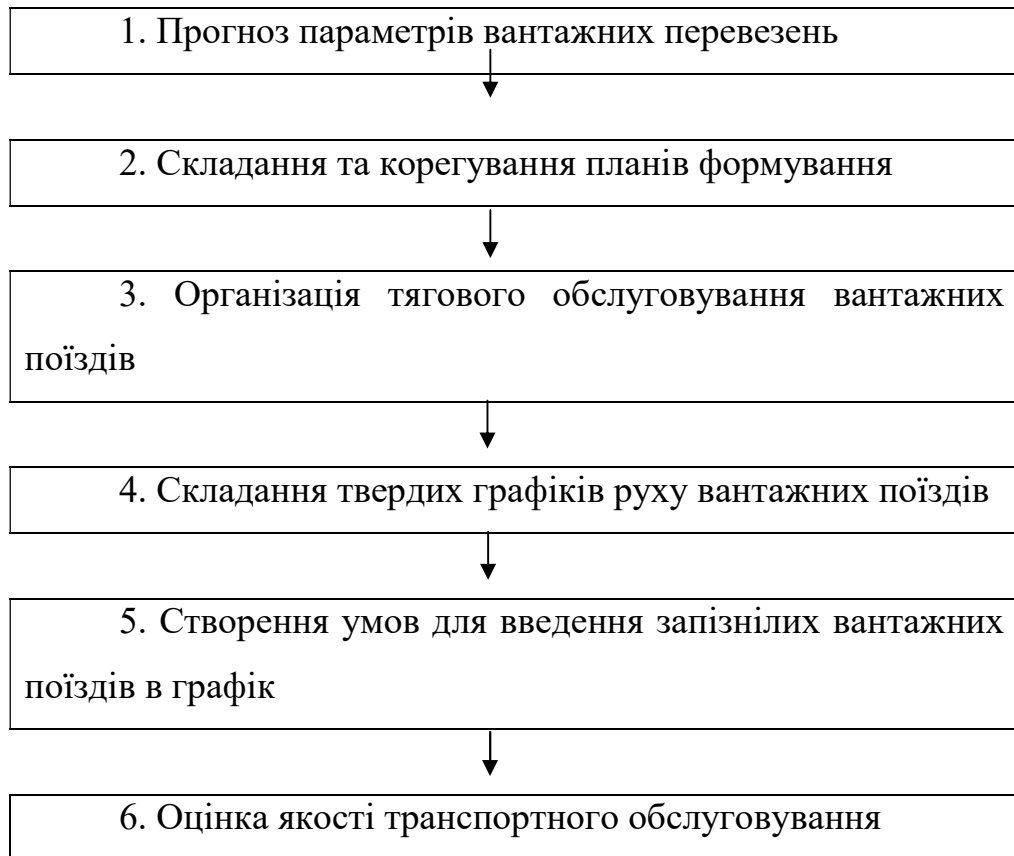 1. Прогноз параметрів вантажних перевезень
2. Складання та корегування планів формування
3. Організація тягового обслуговування вантажних
поїздів
4. Складання твердих графіків руху вантажних поїздів
5. Створення умов для введення запізнілих вантажних
поїздів в графік
6. Оцінка якості транспортного обслуговування